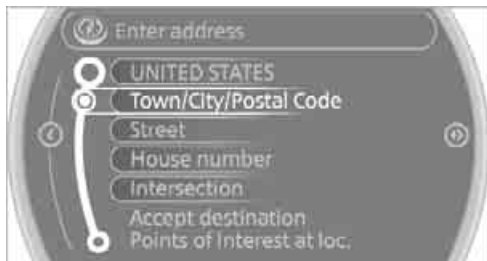 Enter address
UNITED STATES
Town/City/Postal Code
Street
House number
Intersection
Accept destination
Points of Interest at loc.